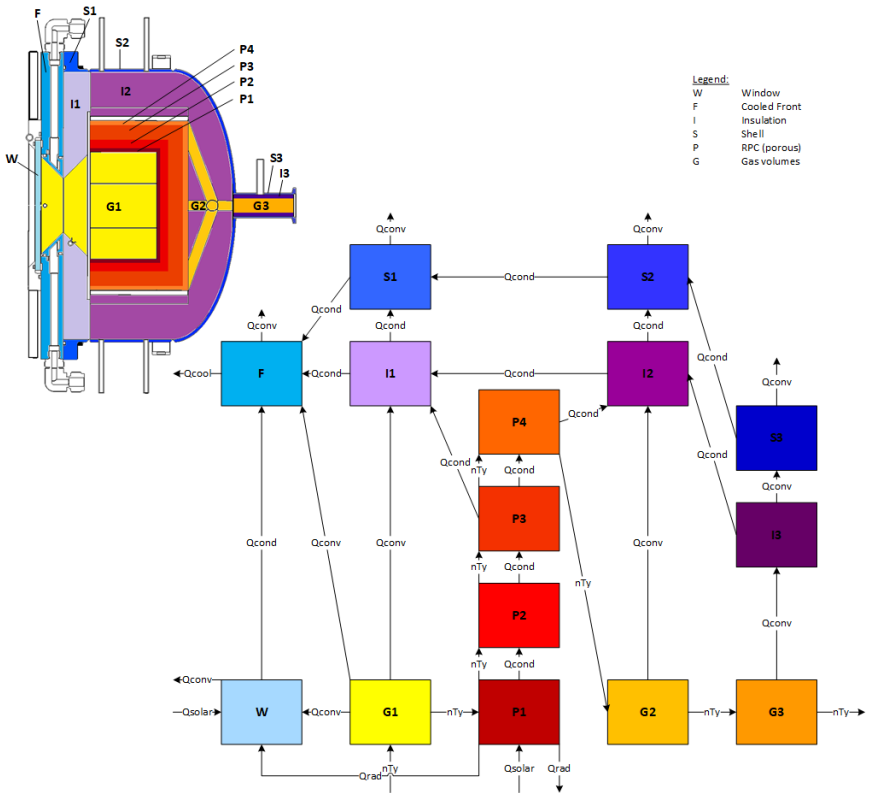 F
S1
S2
P4
P3
P2
P1
I1
I2
W
G1
G2
S3
I3
G3
Legend:
W Window
F Cooled Front
I Insulation
S Shell
P RPC (porous)
G Gas volumes
Qconv
Qconv
S1
Qcond
S2
Qcond
Qconv
Qcond
Qcond
Qcond
Qconv
Qcool
F
Qcond
I1
Qcond
I2
P4
Qcond
S3
Qcond
nTy
Qcond
Qcond
Qconv
P3
I3
Qcond
Qconv
Qconv
Qconv
nTy
Qcond
nTy
P2
Qconv
nTy
Qcond
Qconv
Qsolar
W
Qconv
G1
nTy
P1
G2
nTy
G3
nTy
nTy
Qrad
Qsolar
Qrad